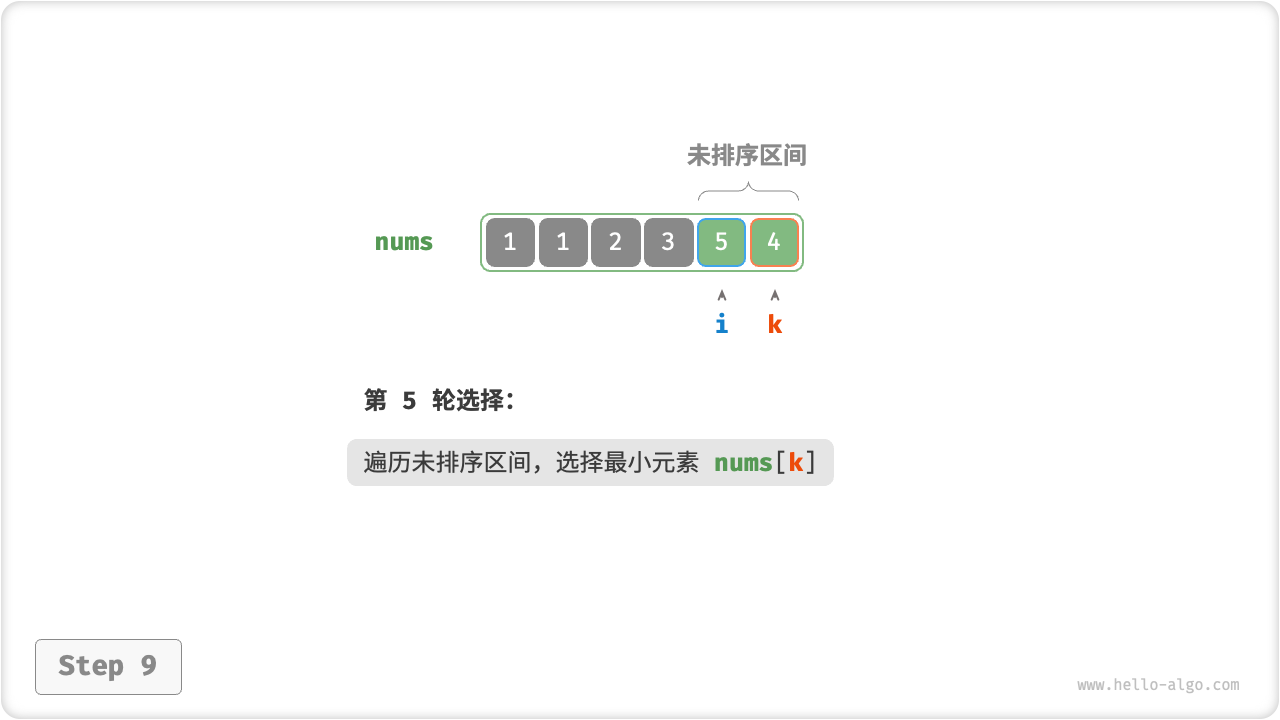 未排序区间
nums 1 1 2 3 5 4
i k
第 5 轮选择：
遍历未排序区间，选择最小元素 nums[k]
Step 9
www.hello-algo.com